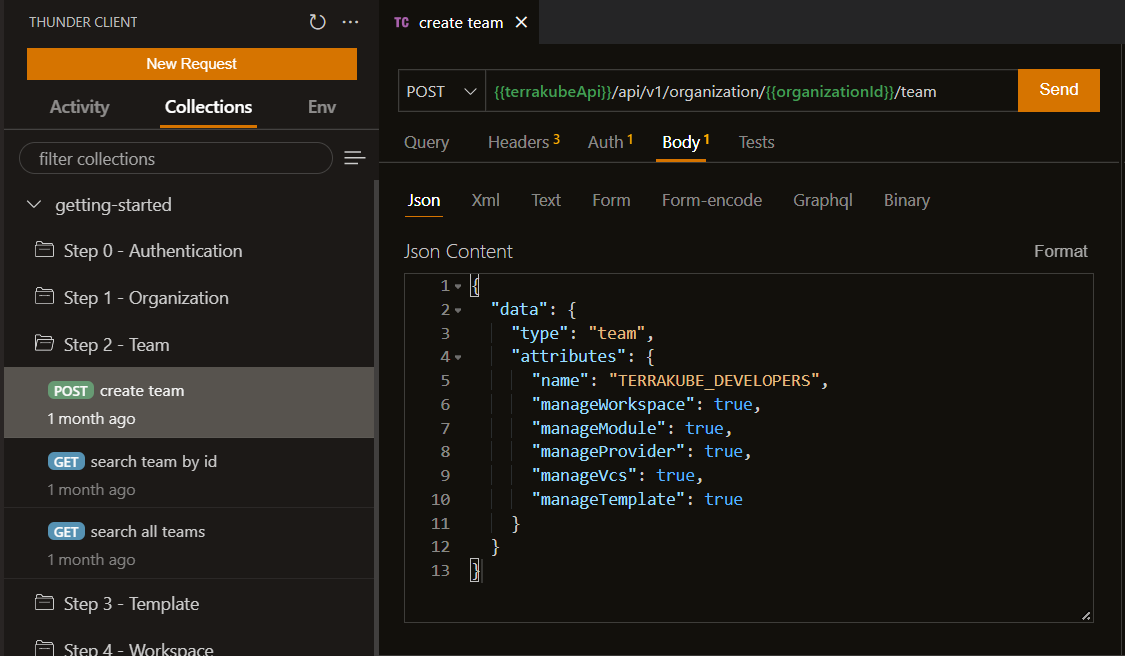 THUNDER CLIENT
New Request
Activity Collections Env
filter collections
getting-started
Step 0 - Authentication
Step 1 - Organization
Step 2 - Team
POST create team
1 month ago
GET search team by id
1 month ago
GET search all teams
1 month ago
Step 3 - Template
Step 4 - Workspace
TC create team
POST {{terrakubeApi}}/api/v1/organization/{{organizationId}}/team Send
Query Headers 3 Auth 1 Body 1 Tests
Json Xml Text Form Form-encode Graphql Binary
Json Content Format
1 {
2 "data": {
3 "type": "team",
4 "attributes": {
5 "name": "TERRAKUBE_DEVELOPERS",
6 "manageWorkspace": true,
7 "manageModule": true,
8 "manageProvider": true,
9 "manageVcs": true,
10 "manageTemplate": true
11 }
12 }
13 }